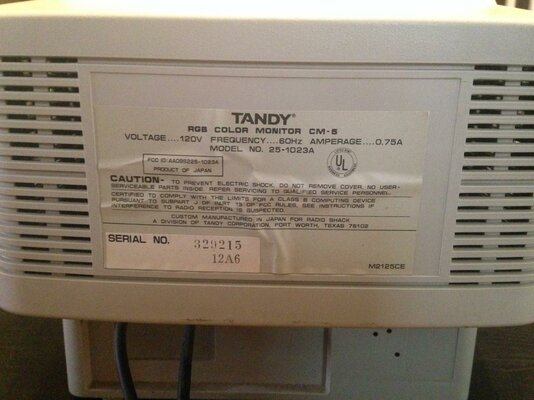 TANDY®
RGB COLOR MONITOR CM-5
VOLTAGE....120V FREQUENCY......60Hz AMPERAGE....0.75A
MODEL NO. 25-1023A
FCC ID AAO9S225-1023A
PRODUCT OF JAPAN
UL
CAUTION- TO PREVENT ELECTRIC SHOCK, DO NOT REMOVE COVER, NO USER-
SERVICEABLE PARTS INSIDE REFER SERVICING TO QUALIFIED PERSONNEL.
CERTIFIED TO COMPLY WITH THE LIMITS FOR A CLASS B COMPUTING DEVICE
PURSUANT TO SUBPART J OF PART 15 OF FCC RULES, SEE INSTRUCTIONS IF
INTERFERENCE TO RADIO RECEPTION IS SUSPECTED.
CUSTOM MANUFACTURED IN JAPAN FOR RADIO SHACK
A DIVISION OF TANDY CORPORATION, FORT WORTH, TEXAS 76102
SERIAL NO. 329215
12A6
M2125CE